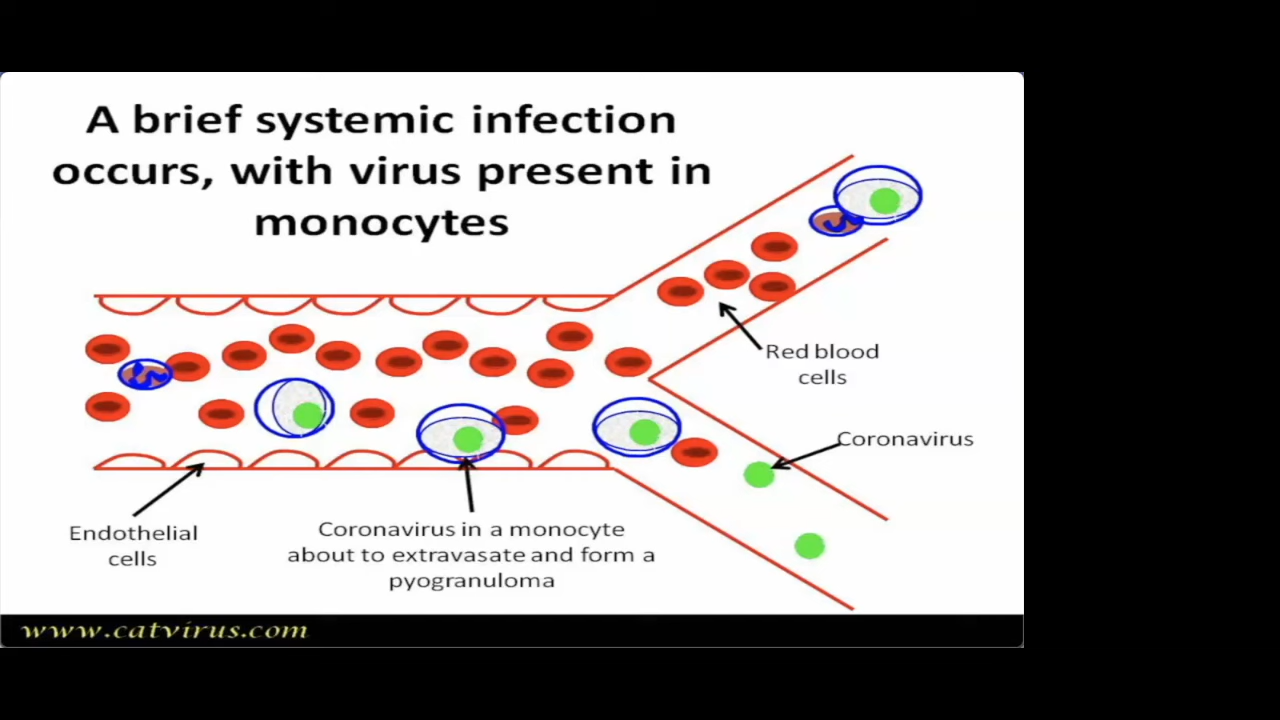 A brief systemic infection
occurs, with virus present in
monocytes
Red blood
cells
Coronavirus
Endothelial
cells
Coronavirus in a monocyte
about to extravasate and form a
pyogranuloma
www.catvirus.com